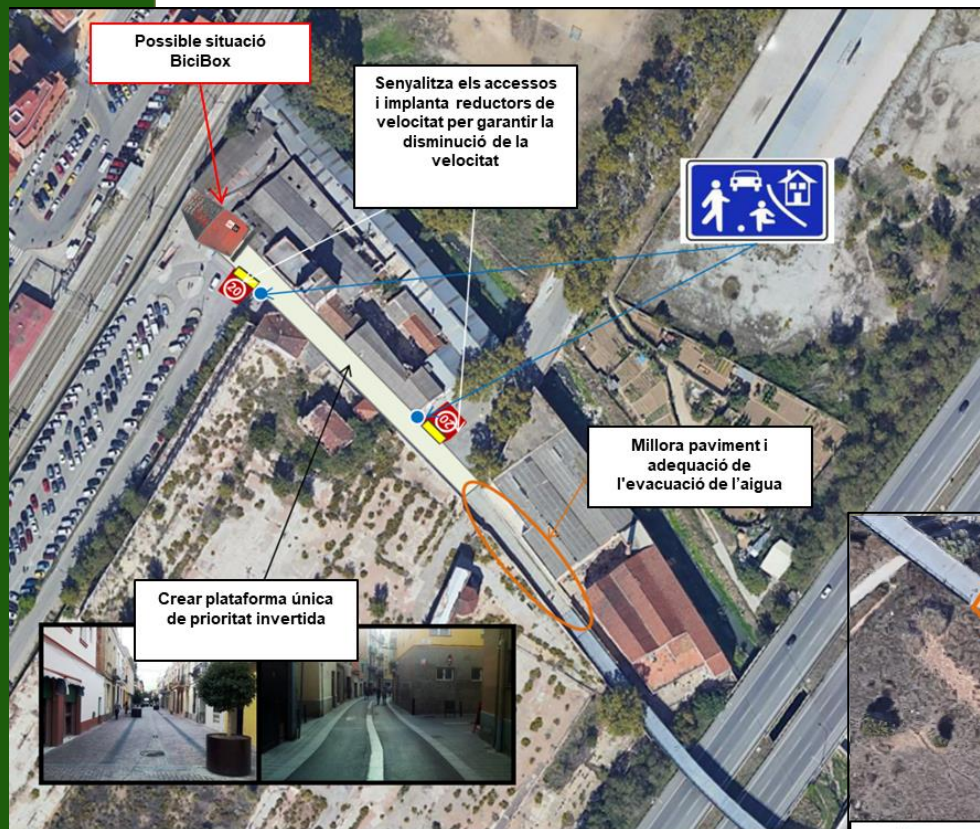 Possible situació
BiciBox
Senyalitza els accessos
i implanta reductors de
velocitat per garantir la
disminució de la
velocitat
20
20
Millora paviment i
adequació de
l'evacuació de l’aigua
Crear plataforma única
de prioritat invertida